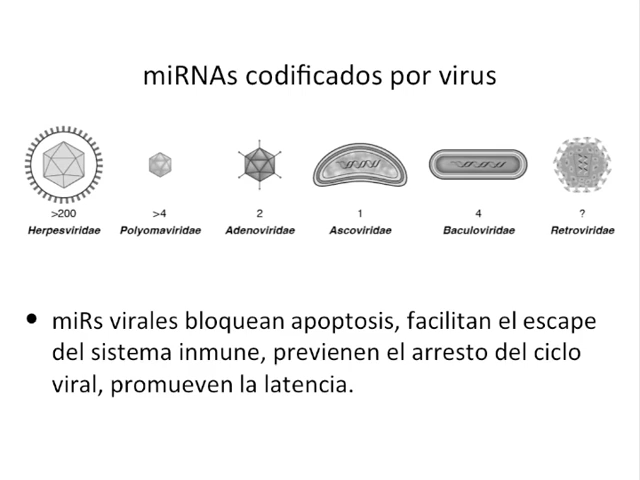 miRNAs codificados por virus
>200 >4 2 1 4 ?
Herpesviridae Polyomaviridae Adenoviridae Ascoviridae Baculoviridae Retroviridae
• miRs virales bloquean apoptosis, facilitan el escape
del sistema inmune, previenen el arresto del ciclo
viral, promueven la latencia.